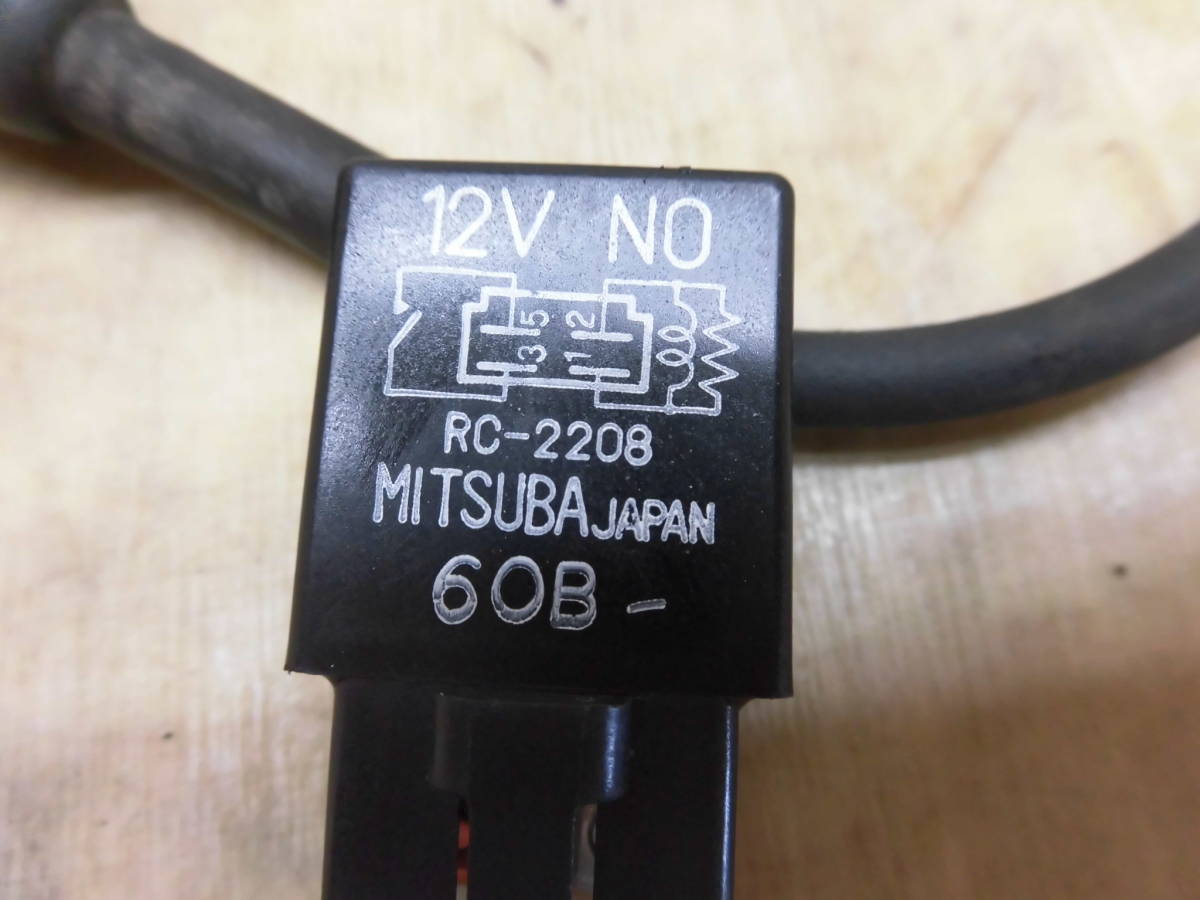 12V NO
5 2
3 1
RC-2208
MITSUBA JAPAN
60B -